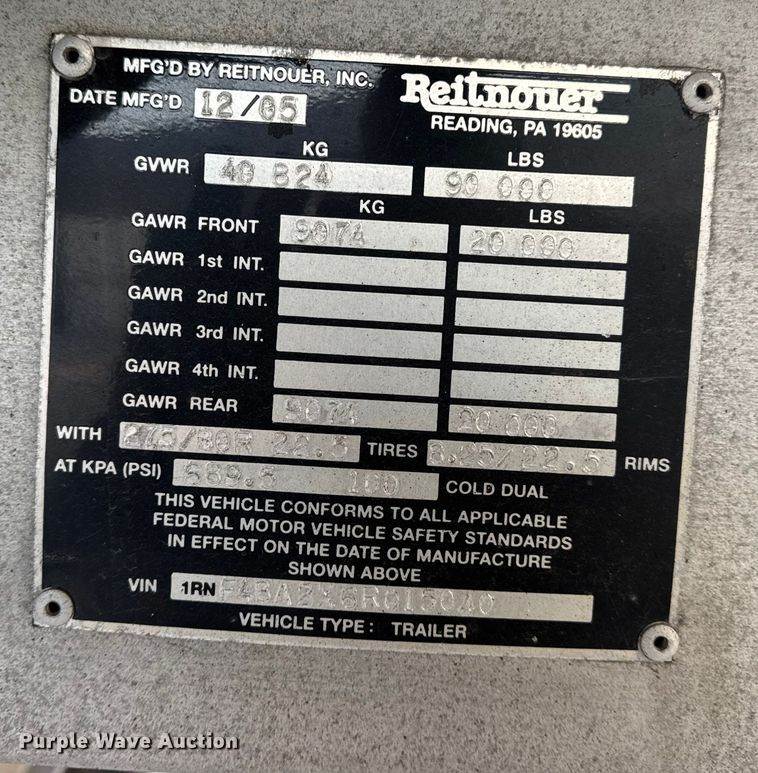 MFG'D BY REITNOUER, INC.
Reitnouer
DATE MFG'D 12/05
READING, PA 19605
KG LBS
GVWR 40 824 90 000
KG LBS
GAWR FRONT 9074 20 000
GAWR 1st INT.
GAWR 2nd INT.
GAWR 3rd INT.
GAWR 4th INT.
GAWR REAR 9074 20 000
WITH 275/80R 22.5 TIRES 8.25/22.5 RIMS
AT KPA (PSI) 689.5 100 COLD DUAL
THIS VEHICLE CONFORMS TO ALL APPLICABLE
FEDERAL MOTOR VEHICLE SAFETY STANDARDS
IN EFFECT ON THE DATE OF MANUFACTURE
SHOWN ABOVE
VIN 1RN
VEHICLE TYPE: TRAILER
Purple Wave Auction